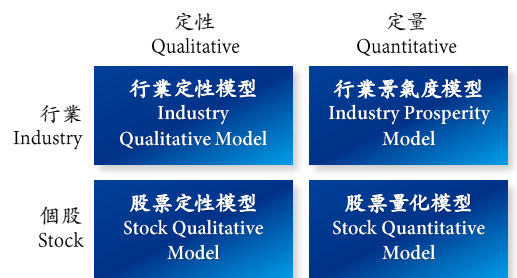 定性
Qualitative
定量
Quantitative
行業
Industry
行業定性模型
Industry
Qualitative Model
行業景氣度模型
Industry Prosperity
Model
個股
Stock
股票定性模型
Stock Qualitative
Model
股票量化模型
Stock Quantitative
Model